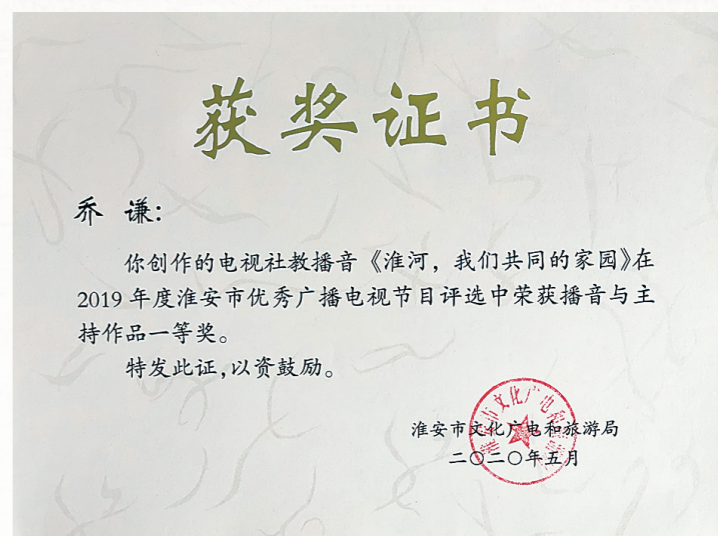 获奖证书
乔 谦:
你创作的电视社教播音《淮河，我们共同的家园》在
2019年度淮安市优秀广播电视节目评选中荣获播音与主
持作品一等奖。
特发此证,以资鼓励。
淮安市文化广电和旅游局
二〇二〇年五月